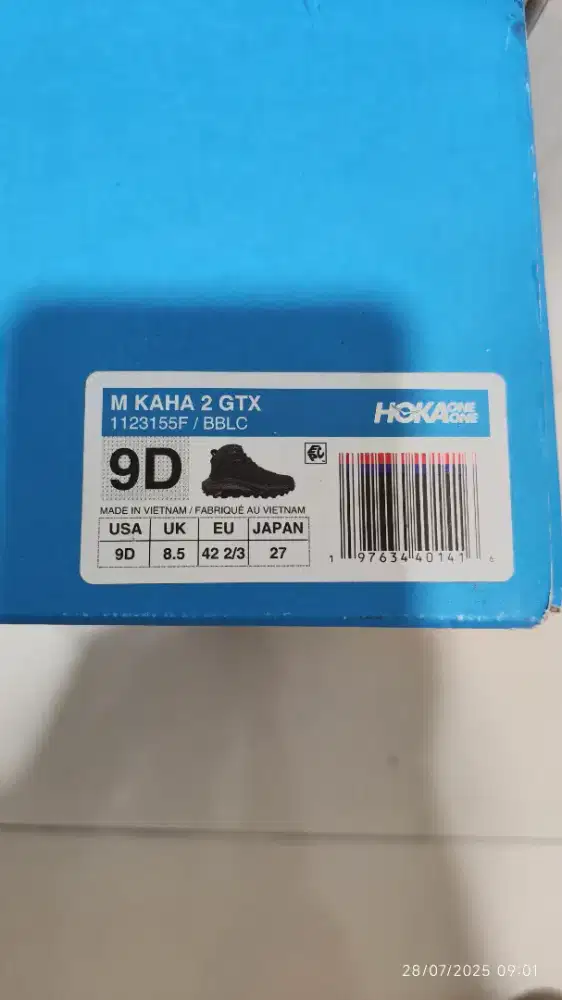 M KAHA 2 GTX
1123155F / BBLC
HOKA ONE ONE
9D
MADE IN VIETNAM / FABRIQUÉ AU VIETNAM
USA UK EU JAPAN
9D 8.5 42 2/3 27
1 97634 40141 6
28/07/2025 09:01